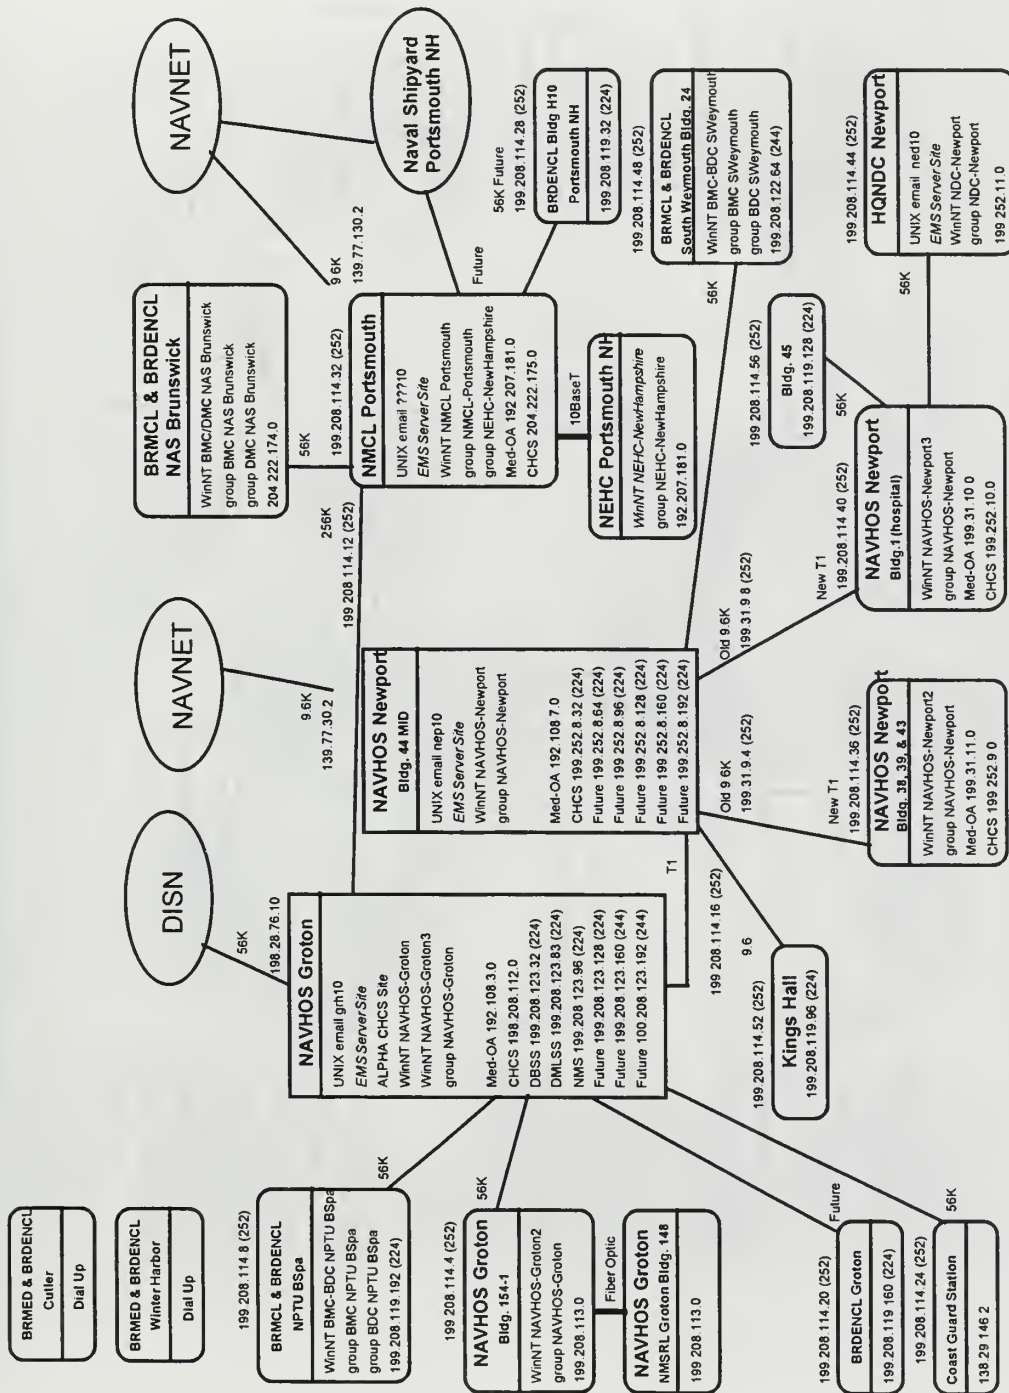 BRMED & BRDENCL
Cutler
Dial Up
BRMED & BRDENCL
Winter Harbor
Dial Up
DISN
56K
198.28.76.10
NAVNET
9.6K
139.77.30 2
NAVNET
9 6K
139.77.130.2
Naval Shipyard
Portsmouth NH
BRMCL & BRDENCL
NAS Brunswick
WinNT BMC/DMC NAS Brunswick
group BMC NAS Brunswick
group DMC NAS Brunswick
204 222.174.0
56K
199.208.114.32 (252)
256K
199 208 114.12 (252)
NMCL Portsmouth
UNIX email ???10
EMS Server Site
WinNT NMCL Portsmouth
group NMCL-Portsmouth
group NEHC-NewHampshire
Med-OA 192 207.181.0
CHCS 204.222.175.0
Future
56K Future
199 208.114.28 (252)
BRDENCL Bldg H10
Portsmouth NH
199 208 119.32 (224)
10BaseT
NEHC Portsmouth NH
WinNT NEHC-NewHampshire
group NEHC-NewHampshire
192.207.181.0
199.208.114.48 (252)
BRMCL & BRDENCL
South Weymouth Bldg. 24
WinNT BMC-BDC SWeymouth
group BMC SWeymouth
group BDC SWeymouth
199.208.122.64 (244)
56K
199.208.114 8 (252)
BRMCL & BRDENCL
NPTU BSpa
WinNT BMC-BDC NPTU BSpa
group BMC NPTU BSpa
group BDC NPTU BSpa
199.208.119.192 (224)
56K
NAVHOS Groton
UNIX email grh10
EMS Server Site
ALPHA CHCS Site
WinNT NAVHOS-Groton
WinNT NAVHOS-Groton3
group NAVHOS-Groton
Med-OA 192 108.3.0
CHCS 198.208.112.0
DBSS 199.208.123.32 (224)
DMLSS 199.208.123.83 (224)
NMS 199.208 123.96 (224)
Future 199.208.123.128 (224)
Future 199.208.123.160 (244)
Future 100.208.123.192 (244)
NAVHOS Newport
Bldg. 44 MID
UNIX email nep10
EMS Server Site
WinNT NAVHOS-Newport
group NAVHOS-Newport
Med-OA 192.108 7.0
CHCS 199.252.8.32 (224)
Future 199.252 8.64 (224)
Future 199.252 8.96 (224)
Future 199.252 8-128 (224)
Future 199.252 8.160 (224)
Future 199.252.8.192 (224)
T1
199 208.114.4 (252)
NAVHOS Groton
Bldg. 154-1
WinNT NAVHOS-Groton2
group NAVHOS-Groton
199.208.113.0
56K
Fiber Optic
NAVHOS Groton
NMSRL Groton Bldg. 148
199 208.113.0
199.208.114.20 (252)
Future
BRDENCL Groton
199.208.119 160 (224)
199 208.114.24 (252)
56K
Coast Guard Station
138 29 146 2
199 208.114.16 (252)
9.6
199.208.114.52 (252)
Kings Hall
199.208.119.96 (224)
Old 9 6K
199.31.9.4 (252)
New T1
199.208.114.36 (252)
NAVHOS Newport
Bldg. 38, 39, & 43
WinNT NAVHOS-Newport2
group NAVHOS-Newport
Med-OA 199.31.11.0
CHCS 199 252.9 0
Old 9.6K
199.31.9 8 (252)
New T1
199.208.114 40 (252)
NAVHOS Newport
Bldg.1 (hospital)
WinNT NAVHOS-Newport3
group NAVHOS-Newport
Med-OA 199.31.10 0
CHCS 199.252.10.0
199 208.114.56 (252)
Bldg. 45
199.208.119.128 (224)
56K
199.208.114.44 (252)
56K
HQNDC Newport
UNIX email ned10
EMS Server Site
WinNT NDC-Newport
group NDC-Newport
199 252.11.0